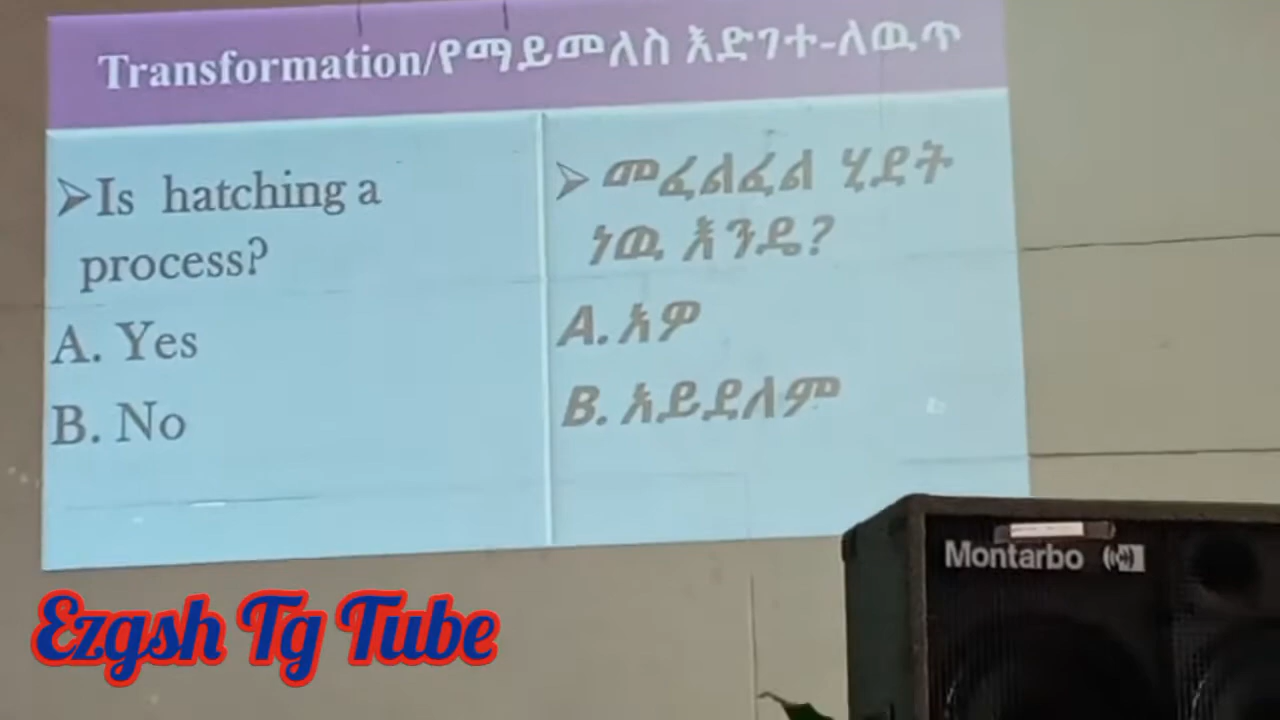 Transformation/የማይመለስ እድገተ-ለዉጥ
➢Is hatching a
process?
A. Yes
B. No
➢መፈልፈል ሂደት
ነዉ እንዴ?
A. አዎ
B. አይደለም
Montarbo
Ezgsh Tg Tube